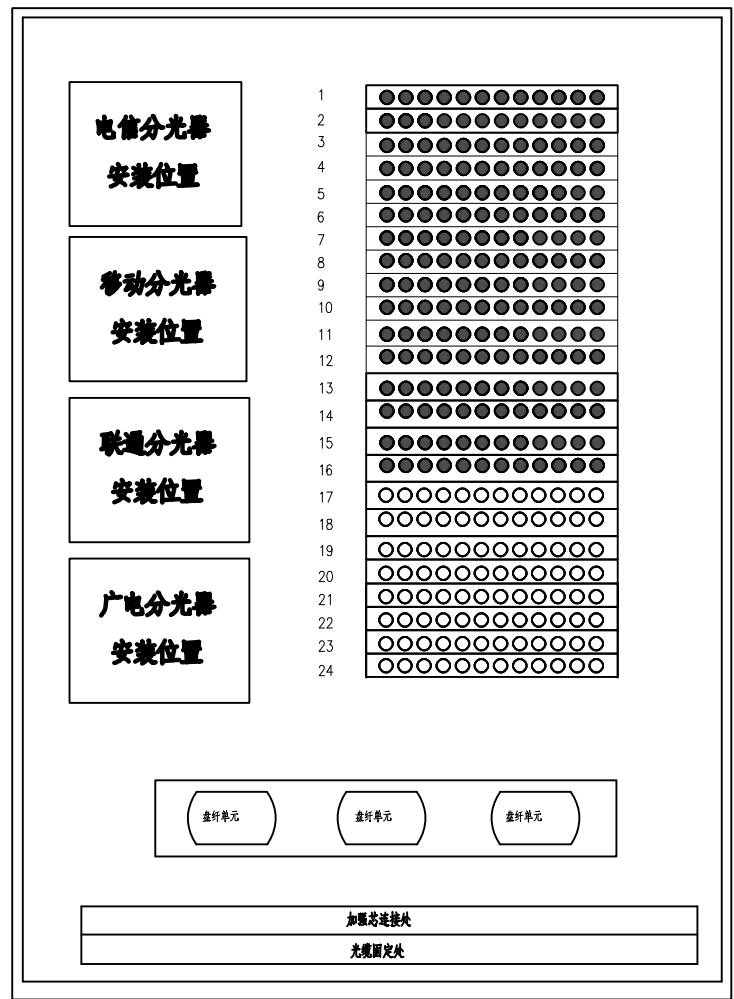 电信分光器
安装位置
移动分光器
安装位置
联通分光器
安装位置
广电分光器
安装位置
1
2
3
4
5
6
7
8
9
10
11
12
13
14
15
16
17
18
19
20
21
22
23
24
盘纤单元
盘纤单元
盘纤单元
加强芯连接处
光缆固定处